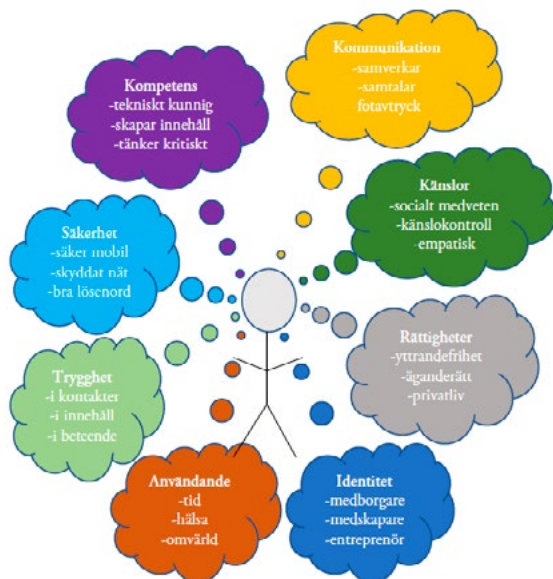 Kompetens
-tekniskt kunnig
-skapar innehåll
-tänker kritiskt
Kommunikation
-samverkar
-samtalar
fotavtryck
Känslor
-socialt medveten
-känslokontroll
-empatisk
Säkerhet
-säker mobil
-skyddat nät
-bra lösenord
Rättigheter
-yttrandefrihet
-äganderätt
-privatliv
Trygghet
-i kontakter
-i innehåll
-i beteende
Användande
-tid
-hälsa
-omvärld
Identitet
-medborgare
-medskapare
-entreprenör